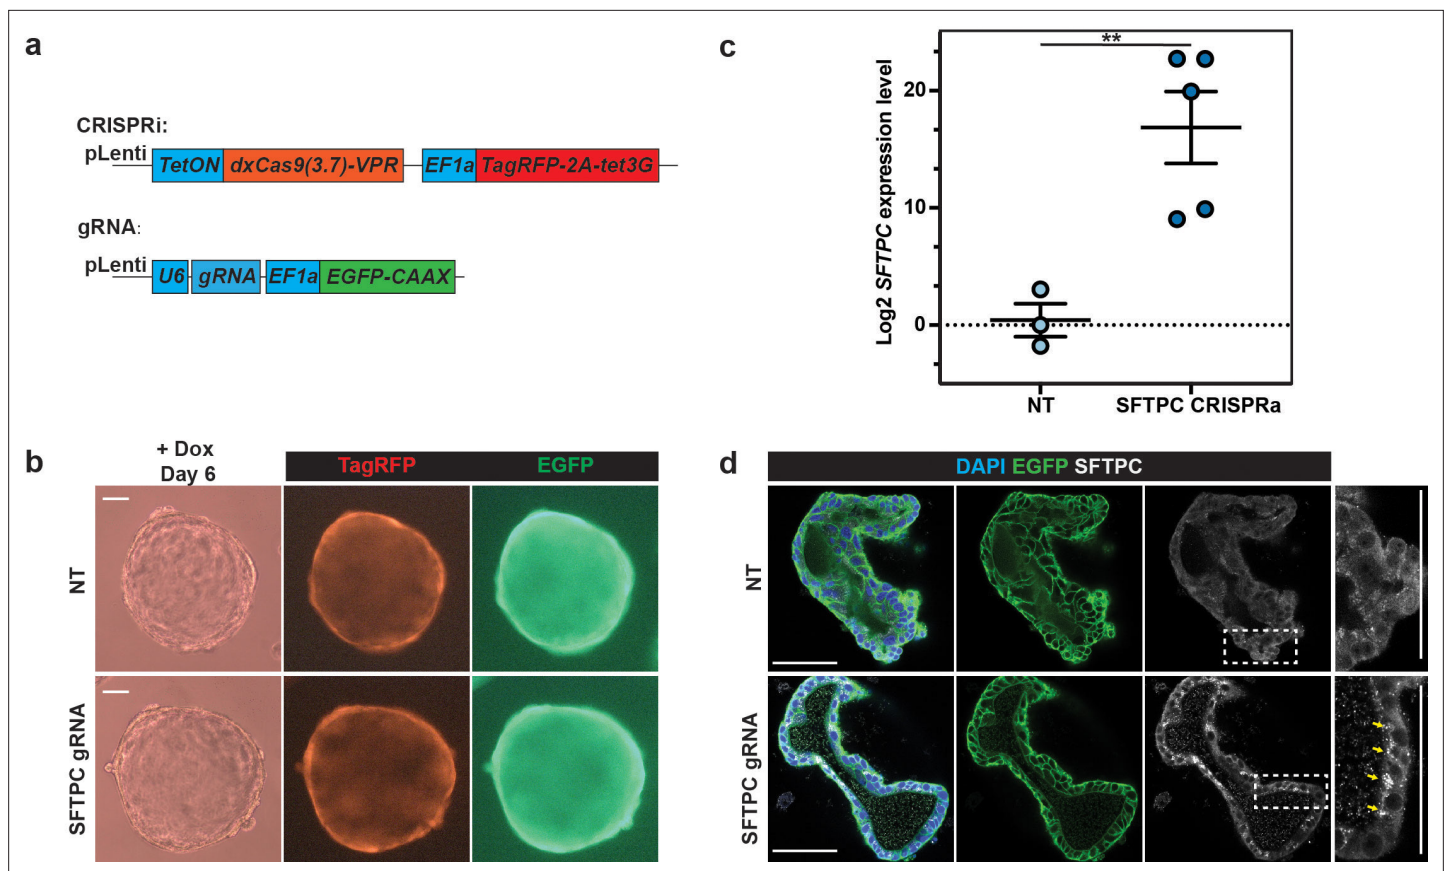 a
CRISPRi:
pLenti
TetON dxCas9(3.7)-VPR EF1a TagRFP-2A-tet3G
gRNA:
pLenti
U6 gRNA EF1a EGFP-CAAX
b
+ Dox
Day 6
TagRFP EGFP
NT
SFTPC gRNA
c
**
Log2 SFTPC expression level
20
10
0
NT SFTPC CRISPRa
d
DAPI EGFP SFTPC
NT
SFTPC gRNA